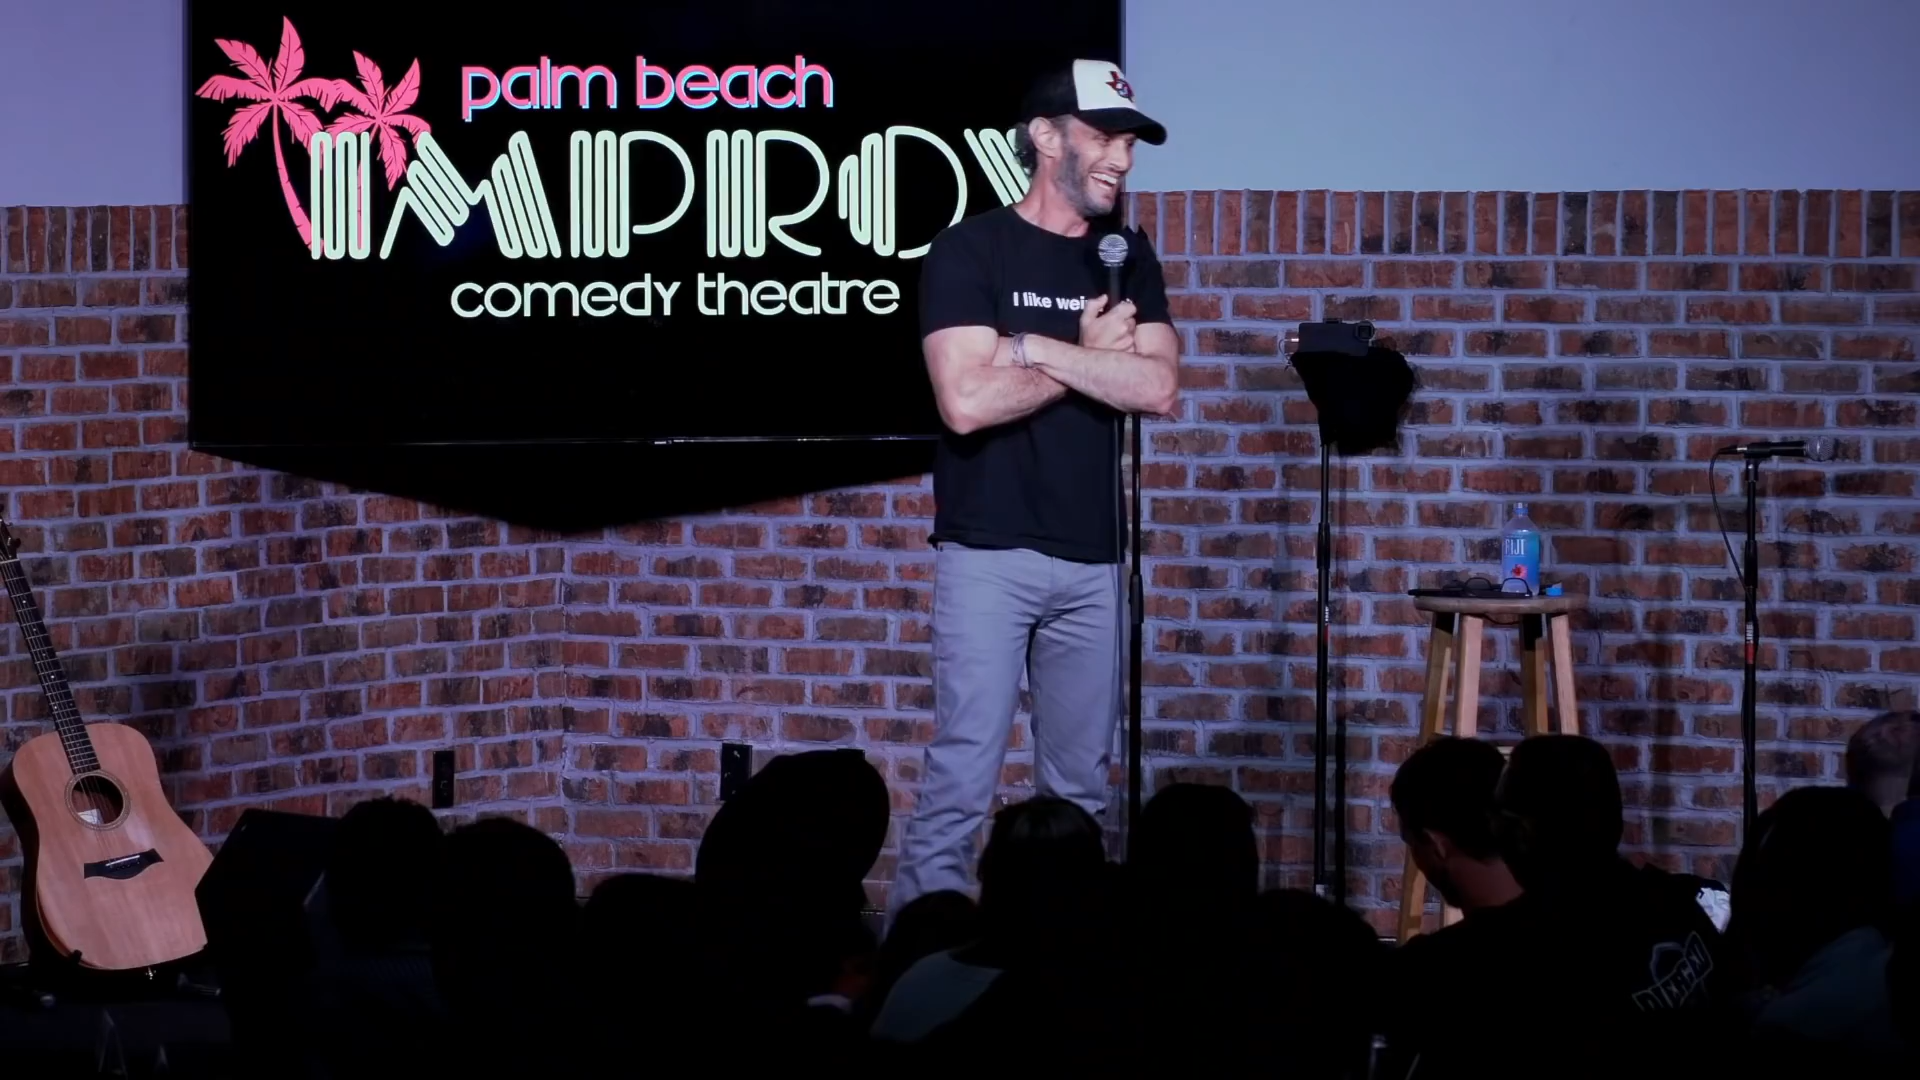 palm beach
IMPROV
comedy theatre
I like wei
FIJI